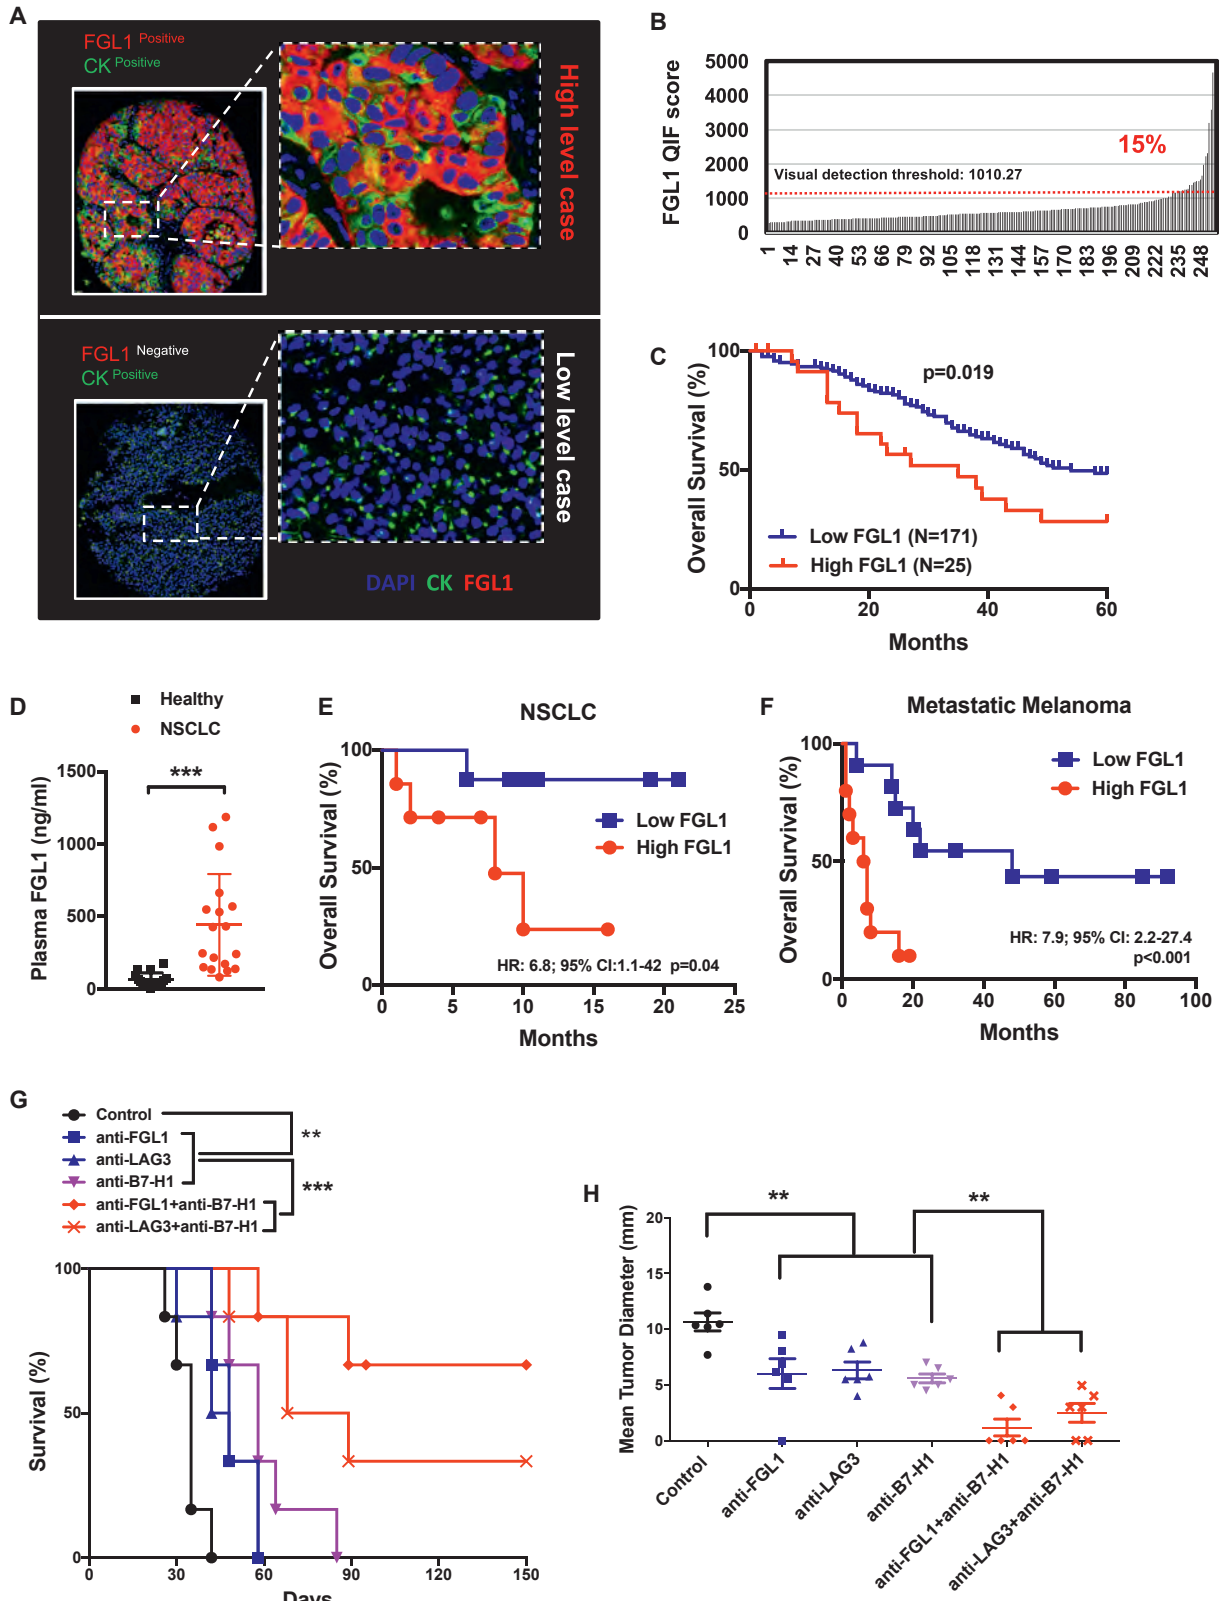 A
FGL1 Positive
CK Positive
High level case
FGL1 Negative
CK Positive
Low level case
DAPI CK FGL1
B
FGL1 QIF score
5000
4000
3000
2000
1000
0
15%
Visual detection threshold: 1010.27
1 14 27 40 53 66 79 92 105 118 131 144 157 170 183 196 209 222 235 248
C
Overall Survival (%)
100
50
0
p=0.019
Low FGL1 (N=171)
High FGL1 (N=25)
0 20 40 60
Months
D
Healthy
NSCLC
Plasma FGL1 (ng/ml)
1500
1000
500
0
***
E
NSCLC
Overall Survival (%)
100
50
0
Low FGL1
High FGL1
HR: 6.8; 95% CI:1.1-42 p=0.04
0 5 10 15 20 25
Months
F
Metastatic Melanoma
Overall Survival (%)
100
50
0
Low FGL1
High FGL1
HR: 7.9; 95% CI: 2.2-27.4
p<0.001
0 20 40 60 80 100
Months
G
Control
anti-FGL1
anti-LAG3
anti-B7-H1
anti-FGL1+anti-B7-H1
anti-LAG3+anti-B7-H1
**
***
Survival (%)
100
50
0
0 30 60 90 120 150
Days
H
Mean Tumor Diameter (mm)
20
15
10
5
0
**
**
Control
anti-FGL1
anti-LAG3
anti-B7-H1
anti-FGL1+anti-B7-H1
anti-LAG3+anti-B7-H1